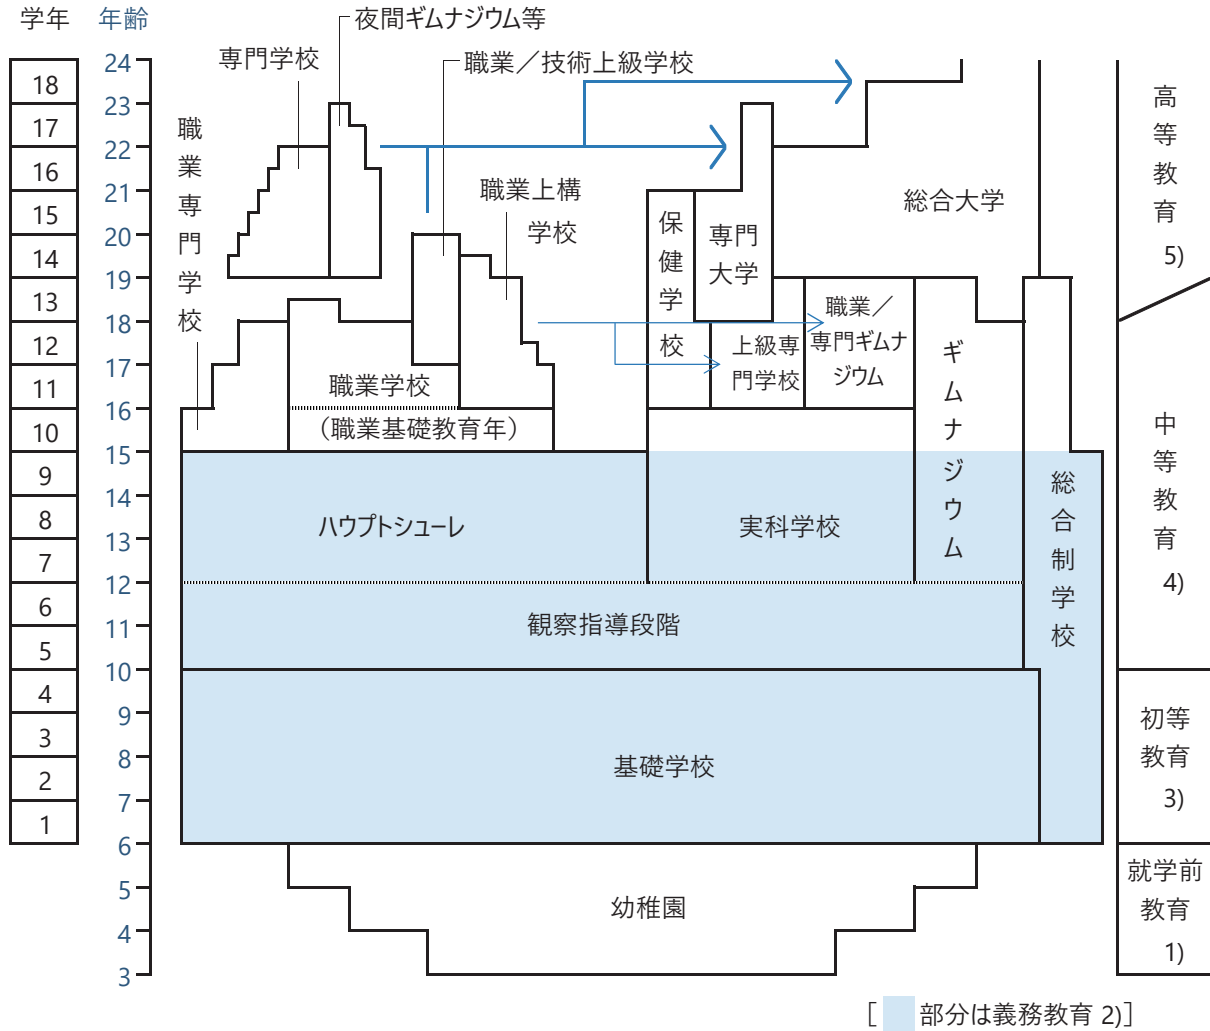 学年
年齢
夜間ギムナジウム等
専門学校
職業／技術上級学校
24
18
23
17
22
16
21
15
20
14
19
13
18
12
17
11
16
10
15
9
14
8
13
7
12
6
11
5
10
4
9
3
8
2
7
1
6
5
4
3
職業専門学校
職業上構
学校
総合大学
保健学校
専門
大学
職業／
専門ギムナ
ジウム
上級専
門学校
ギムナジウム
職業学校
（職業基礎教育年）
ハウプトシューレ
実科学校
総合制学校
観察指導段階
基礎学校
幼稚園
高等教育
5)
中等教育
4)
初等
教育
3)
就学前
教育
1)
［ 部分は義務教育 2)］